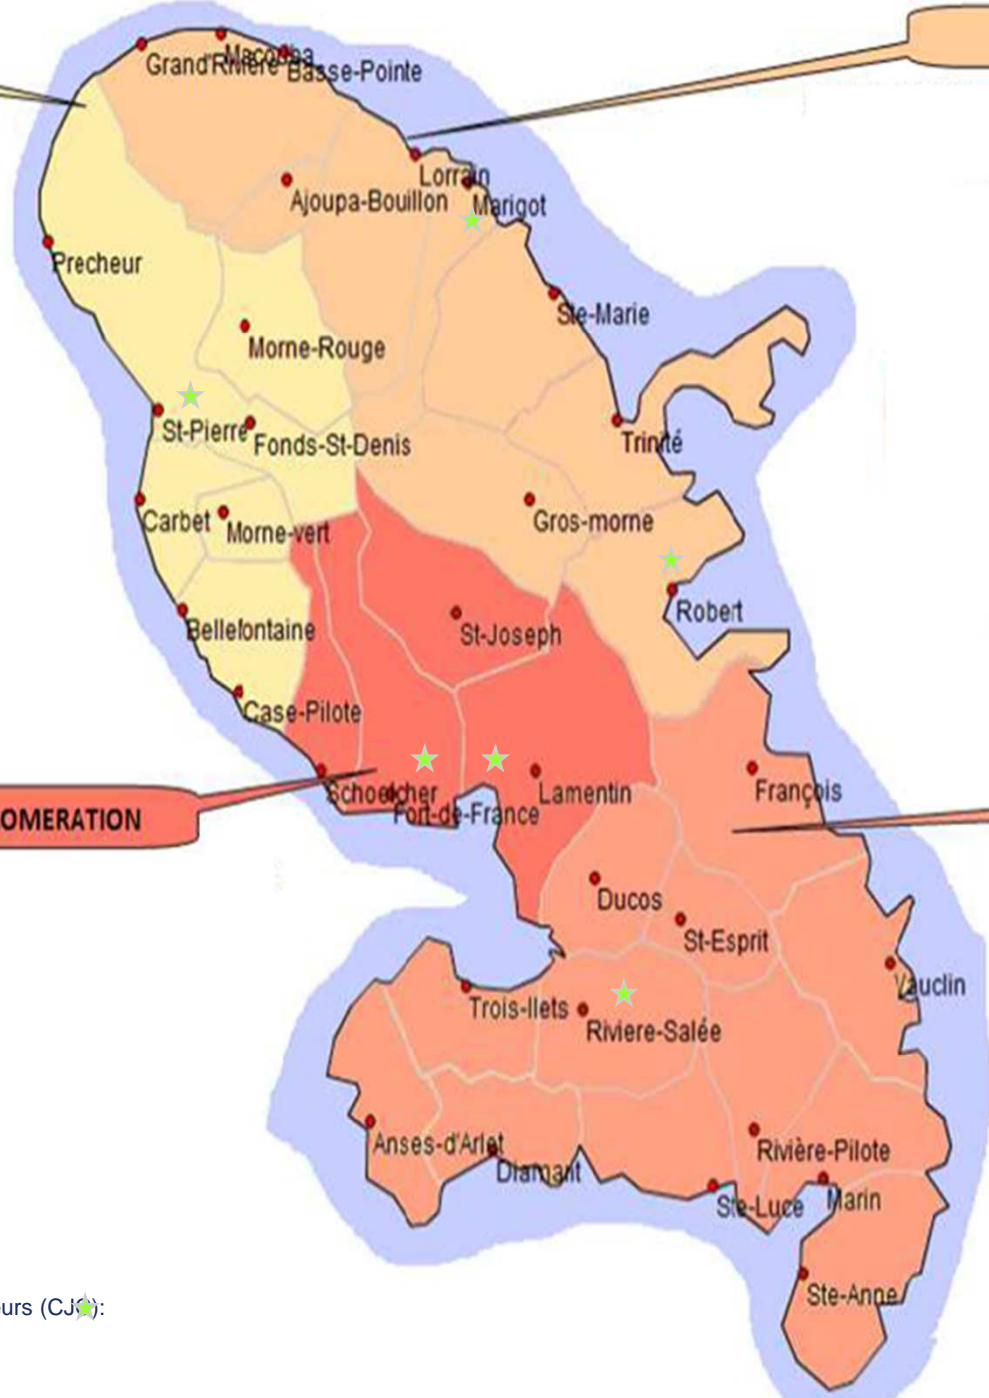 Macouba
Grand'Rivière
Basse-Pointe
Lorrain
Ajoupa-Bouillon
Marigot
Precheur
Ste-Marie
Morne-Rouge
St-Pierre
Fonds-St-Denis
Trinité
Carbet
Morne-vert
Gros-morne
Robert
Bellefontaine
St-Joseph
Case-Pilote
Schoelcher
Lamentin
François
OMERATION
Fort-de-France
Ducos
St-Esprit
Vauclin
Trois-Ilets
Riviere-Salée
Anses-d'Arlet
Rivière-Pilote
Diamant
Ste-Luce
Marin
Ste-Anne
eurs (CJC):